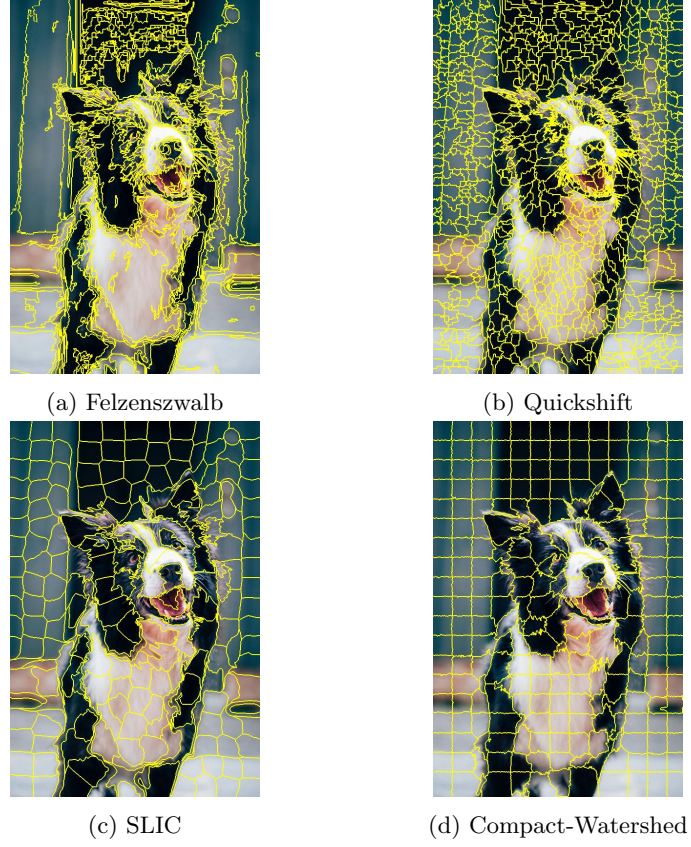 (a) Felzenszwalb
(b) Quickshift
(c) SLIC
(d) Compact-Watershed